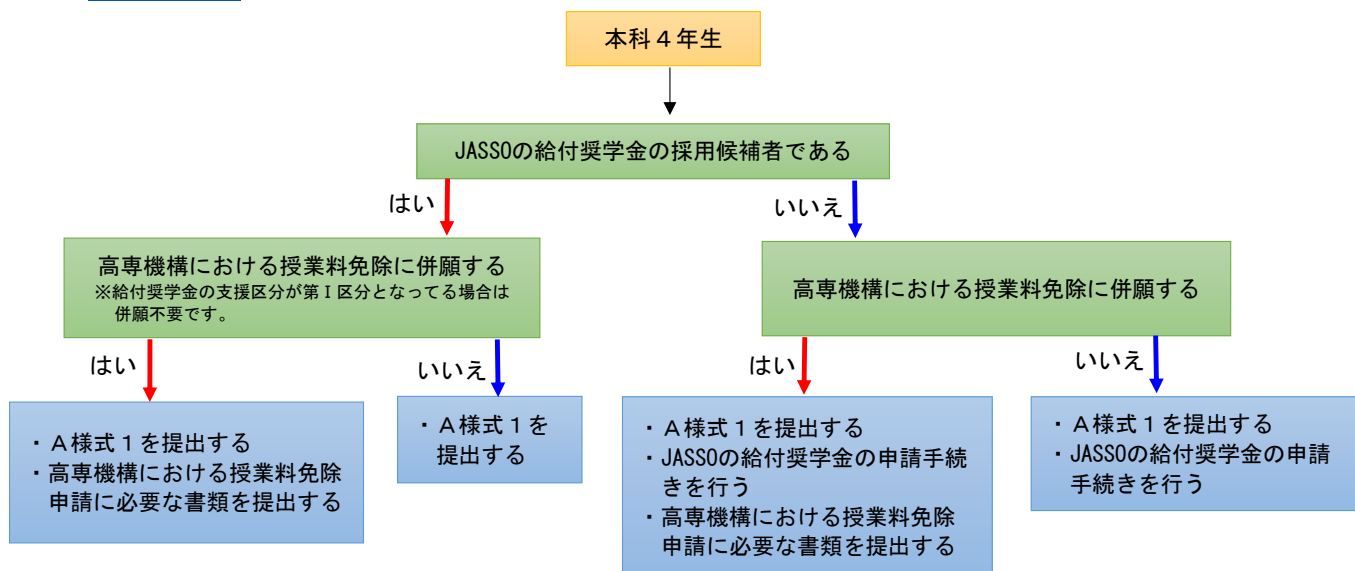 本科４年生
JASSOの給付奨学金の採用候補者である
はい
いいえ
高専機構における授業料免除に併願する
※給付奨学金の支援区分が第Ⅰ区分となってる場合は
併願不要です。
高専機構における授業料免除に併願する
はい
いいえ
はい
いいえ
・Ａ様式１を提出する
・高専機構における授業料免除
申請に必要な書類を提出する
・Ａ様式１を
提出する
・Ａ様式１を提出する
・JASSOの給付奨学金の申請手続
きを行う
・高専機構における授業料免除
申請に必要な書類を提出する
・Ａ様式１を提出する
・JASSOの給付奨学金の申請
手続きを行う